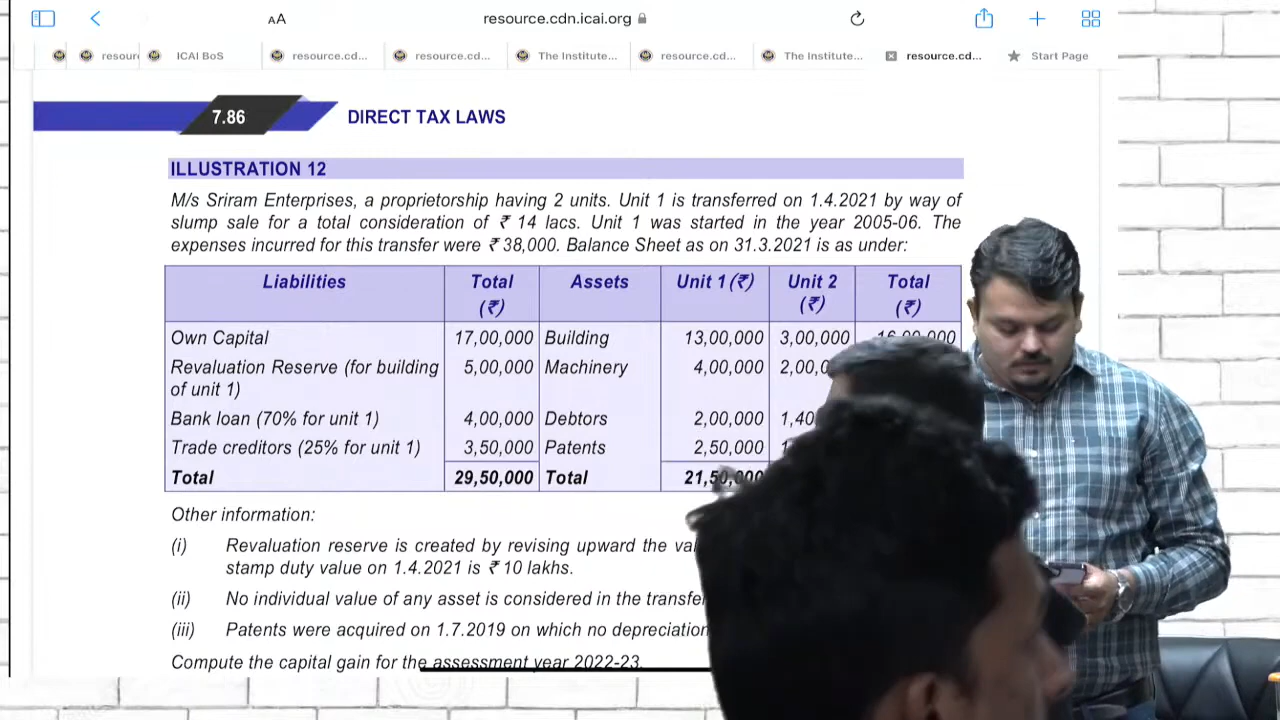 AA
resource.cdn.icai.org
resour
ICAI BoS
resource.cd...
resource.cd...
The Institute...
resource.cd...
The Institute...
resource.cd...
Start Page
7.86 DIRECT TAX LAWS
ILLUSTRATION 12
M/s Sriram Enterprises, a proprietorship having 2 units. Unit 1 is transferred on 1.4.2021 by way of
slump sale for a total consideration of ₹ 14 lacs. Unit 1 was started in the year 2005-06. The
expenses incurred for this transfer were ₹ 38,000. Balance Sheet as on 31.3.2021 is as under:
Liabilities Total (₹) Assets Unit 1 (₹) Unit 2 (₹) Total (₹)
Own Capital 17,00,000 Building 13,00,000 3,00,000
Revaluation Reserve (for building of unit 1) 5,00,000 Machinery 4,00,000
Bank loan (70% for unit 1) 4,00,000 Debtors 2,00,000
Trade creditors (25% for unit 1) 3,50,000 Patents 2,50,000
Total 29,50,000 Total 21,50,000
Other information:
(i) Revaluation reserve is created by revising upward the
stamp duty value on 1.4.2021 is ₹ 10 lakhs.
(ii) No individual value of any asset is considered in the
(iii) Patents were acquired on 1.7.2019 on which no depreciation
Compute the capital gain for the assessment year 2022-23.